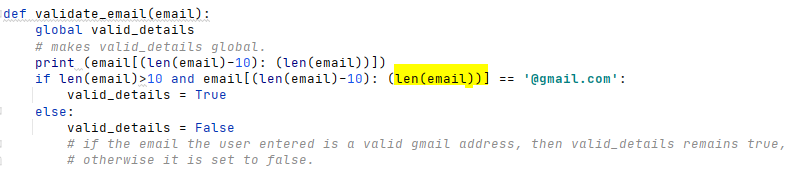 def validate_email(email):
    global valid_details
    # makes valid_details global.
    print (email[(len(email)-10): (len(email))])
    if len(email)>10 and email[(len(email)-10): (len(email))] == '@gmail.com':
        valid_details = True
    else:
        valid_details = False
        # if the email the user entered is a valid gmail address, then valid_details remains true,
        # otherwise it is set to false.